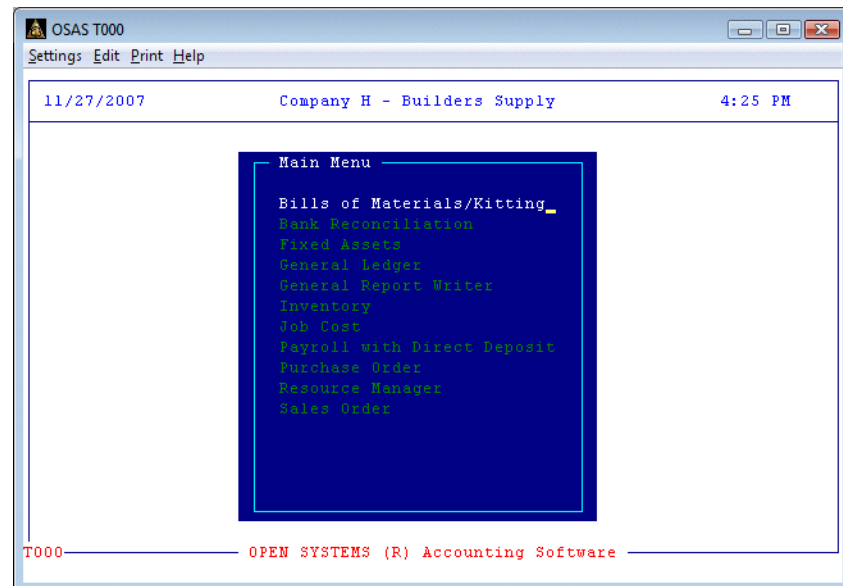 OSAS T000
Settings Edit Print Help
11/27/2007 Company H - Builders Supply 4:25 PM
Main Menu
Bills of Materials/Kitting_
Bank Reconciliation
Fixed Assets
General Ledger
General Report Writer
Inventory
Job Cost
Payroll with Direct Deposit
Purchase Order
Resource Manager
Sales Order
T000 OPEN SYSTEMS (R) Accounting Software